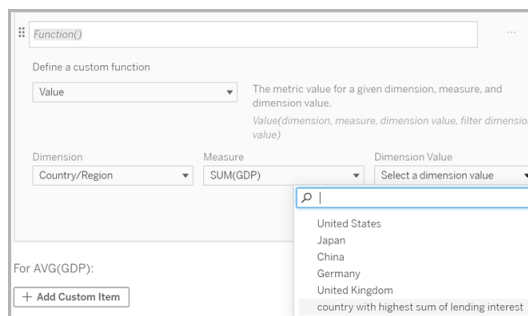 Function()
Define a custom function
Value
The metric value for a given dimension, measure, and
dimension value.
Value(dimension, measure, dimension value, filter dimension
value)
Dimension
Measure
Dimension Value
Country/Region
SUM(GDP)
Select a dimension value
United States
Japan
China
Germany
United Kingdom
country with highest sum of lending interest
For AVG(GDP):
+ Add Custom Item